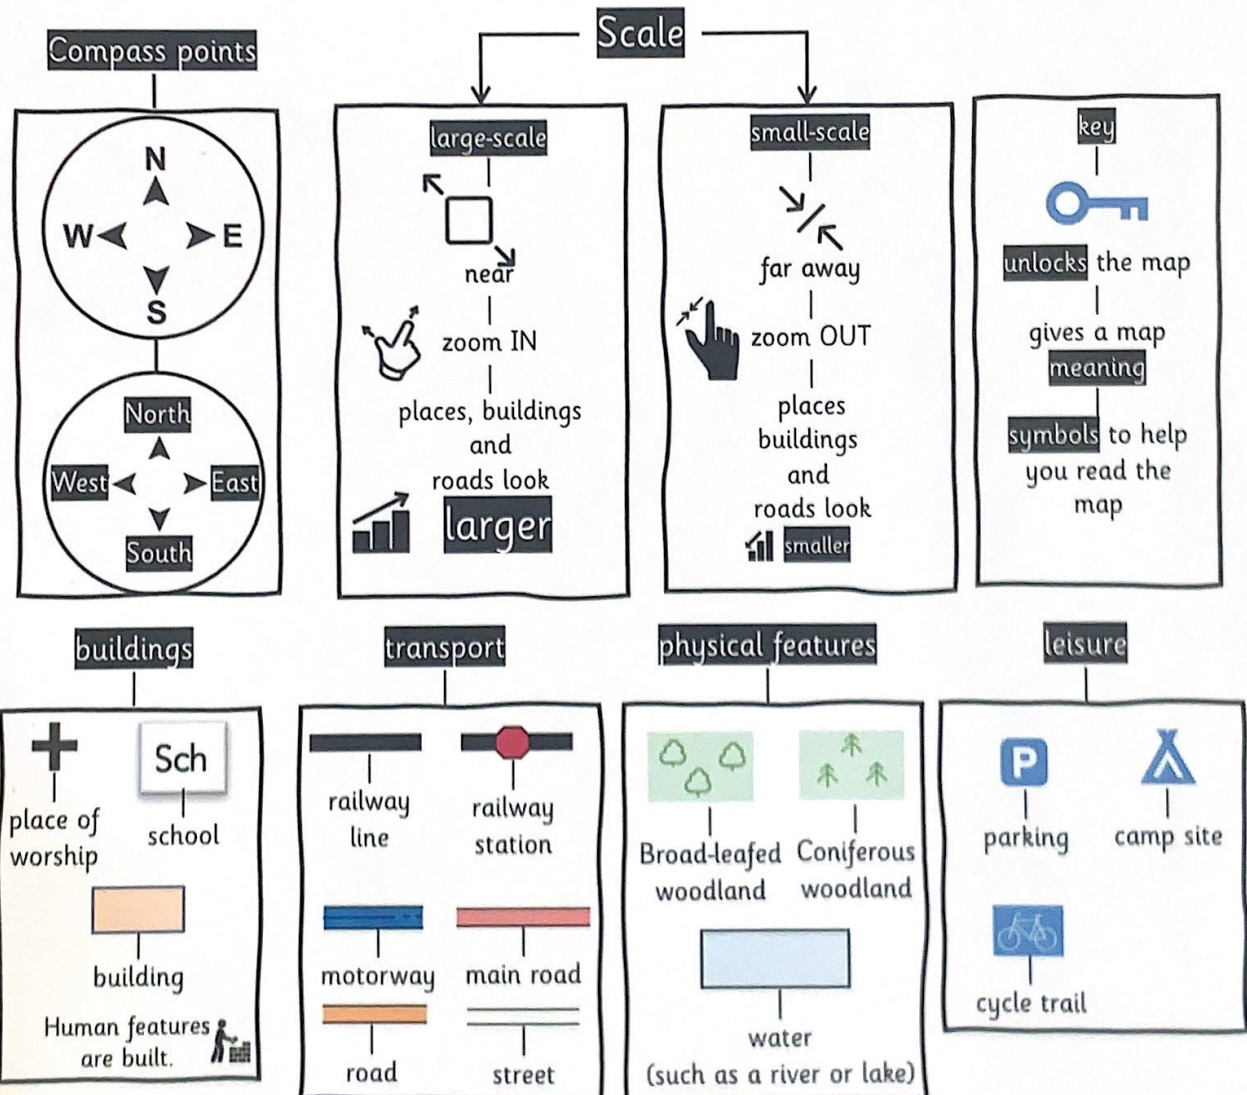 Compass points
N
W E
S
North
West East
South
Scale
large-scale
near
zoom IN
places, buildings
and
roads look
larger
small-scale
far away
zoom OUT
places
buildings
and
roads look
smaller
key
unlocks the map
gives a map
meaning
symbols to help
you read the
map
buildings
place of
worship
Sch
school
building
Human features
are built.
transport
railway
line
railway
station
motorway
main road
road
street
physical features
Broad-leafed
woodland
Coniferous
woodland
water
(such as a river or lake)
leisure
P
parking
camp site
cycle trail